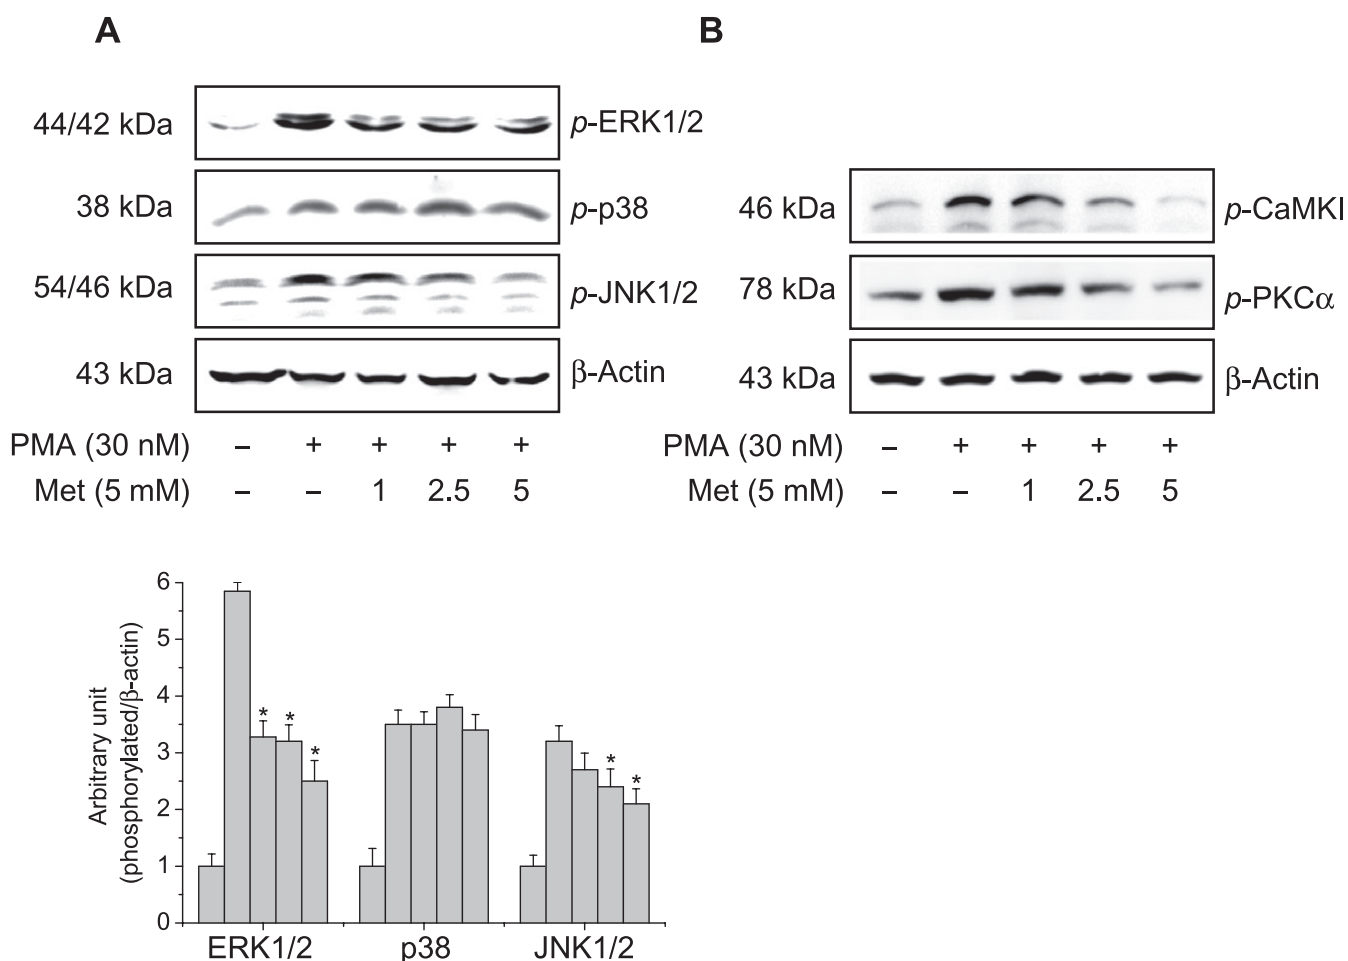 A
44/42 kDa p-ERK1/2
38 kDa p-p38
54/46 kDa p-JNK1/2
43 kDa β-Actin
PMA (30 nM) – + + + +
Met (5 mM) – – 1 2.5 5
B
46 kDa p-CaMKI
78 kDa p-PKCα
43 kDa β-Actin
PMA (30 nM) – + + + +
Met (5 mM) – – 1 2.5 5
Arbitrary unit
(phosphorylated/β-actin)
6
5
4
3
2
1
0
* * *
* *
ERK1/2 p38 JNK1/2